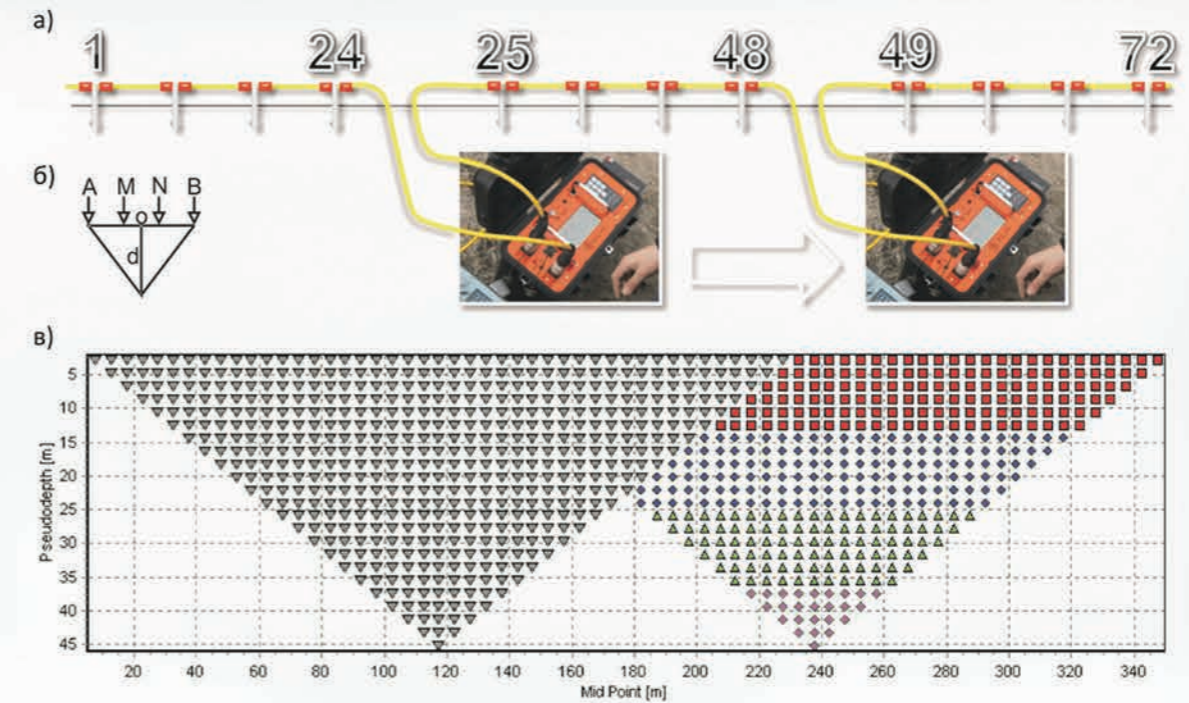 а)
1 24 25 48 49 72
б)
A M N B
O
d
в)
5
10
15
20
25
30
35
40
45
Pseudodepth [m]
20 40 60 80 100 120 140 160 180 200 220 240 260 280 300 320 340
Mid Point [m]